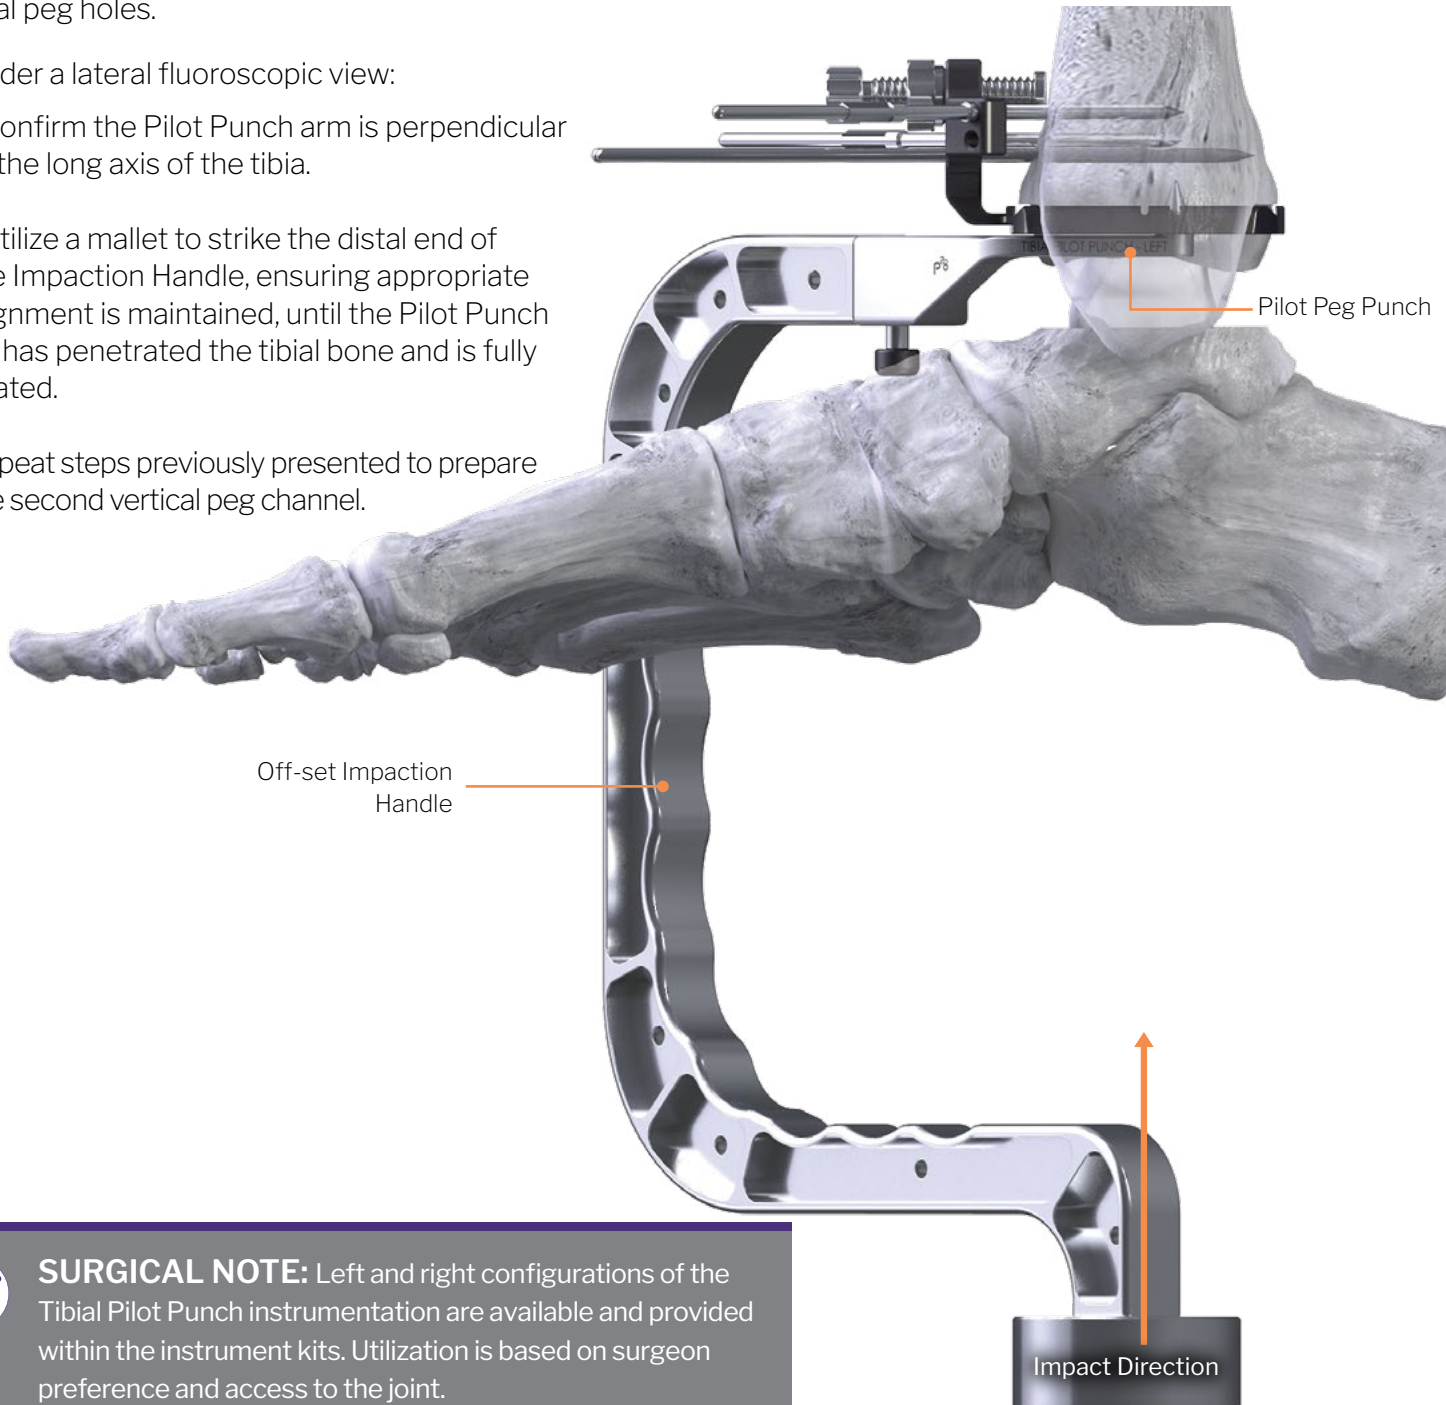 al peg holes.
der a lateral fluoroscopic view:
onfirm the Pilot Punch arm is perpendicular
the long axis of the tibia.
tilize a mallet to strike the distal end of
e Impaction Handle, ensuring appropriate
gnment is maintained, until the Pilot Punch
has penetrated the tibial bone and is fully
ated.
peat steps previously presented to prepare
e second vertical peg channel.
TIBIAL PILOT PUNCH - LEFT
Pilot Peg Punch
Off-set Impaction
Handle
SURGICAL NOTE: Left and right configurations of the
Tibial Pilot Punch instrumentation are available and provided
within the instrument kits. Utilization is based on surgeon
preference and access to the joint.
Impact Direction